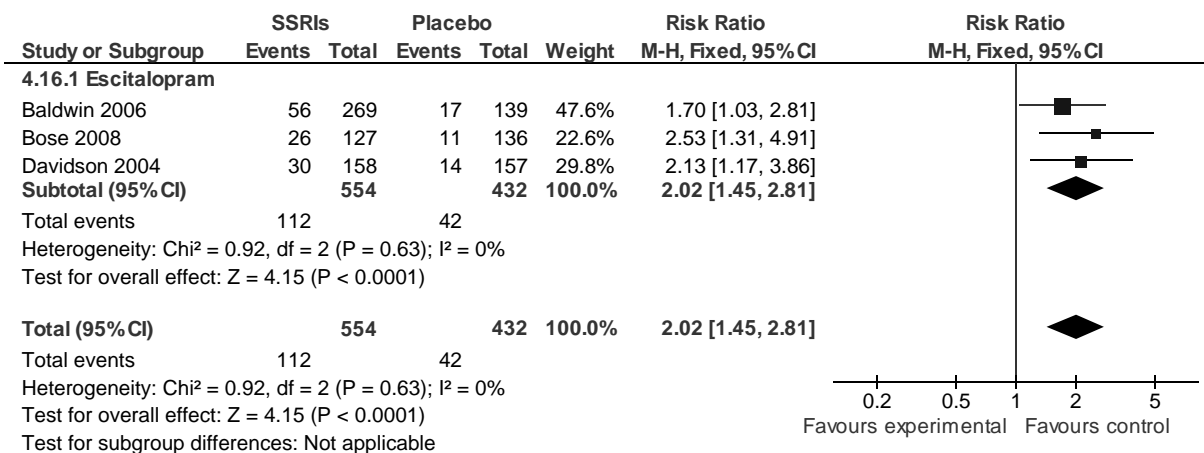 SSRIs Placebo Risk Ratio Risk Ratio
Study or Subgroup Events Total Events Total Weight M-H, Fixed, 95% CI M-H, Fixed, 95% CI
4.16.1 Escitalopram
Baldwin 2006 56 269 17 139 47.6% 1.70 [1.03, 2.81]
Bose 2008 26 127 11 136 22.6% 2.53 [1.31, 4.91]
Davidson 2004 30 158 14 157 29.8% 2.13 [1.17, 3.86]
Subtotal (95% CI) 554 432 100.0% 2.02 [1.45, 2.81]
Total events 112 42
Heterogeneity: Chi² = 0.92, df = 2 (P = 0.63); I² = 0%
Test for overall effect: Z = 4.15 (P < 0.0001)
Total (95% CI) 554 432 100.0% 2.02 [1.45, 2.81]
Total events 112 42
Heterogeneity: Chi² = 0.92, df = 2 (P = 0.63); I² = 0%
Test for overall effect: Z = 4.15 (P < 0.0001)
Test for subgroup differences: Not applicable
0.2 0.5 1 2 5
Favours experimental Favours control